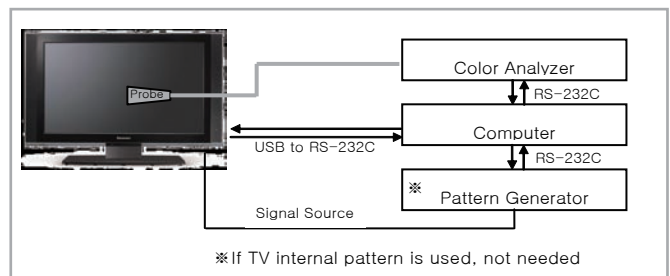 Probe
Color Analyzer
RS-232C
Computer
USB to RS-232C
RS-232C
※
Pattern Generator
Signal Source
※If TV internal pattern is used, not needed